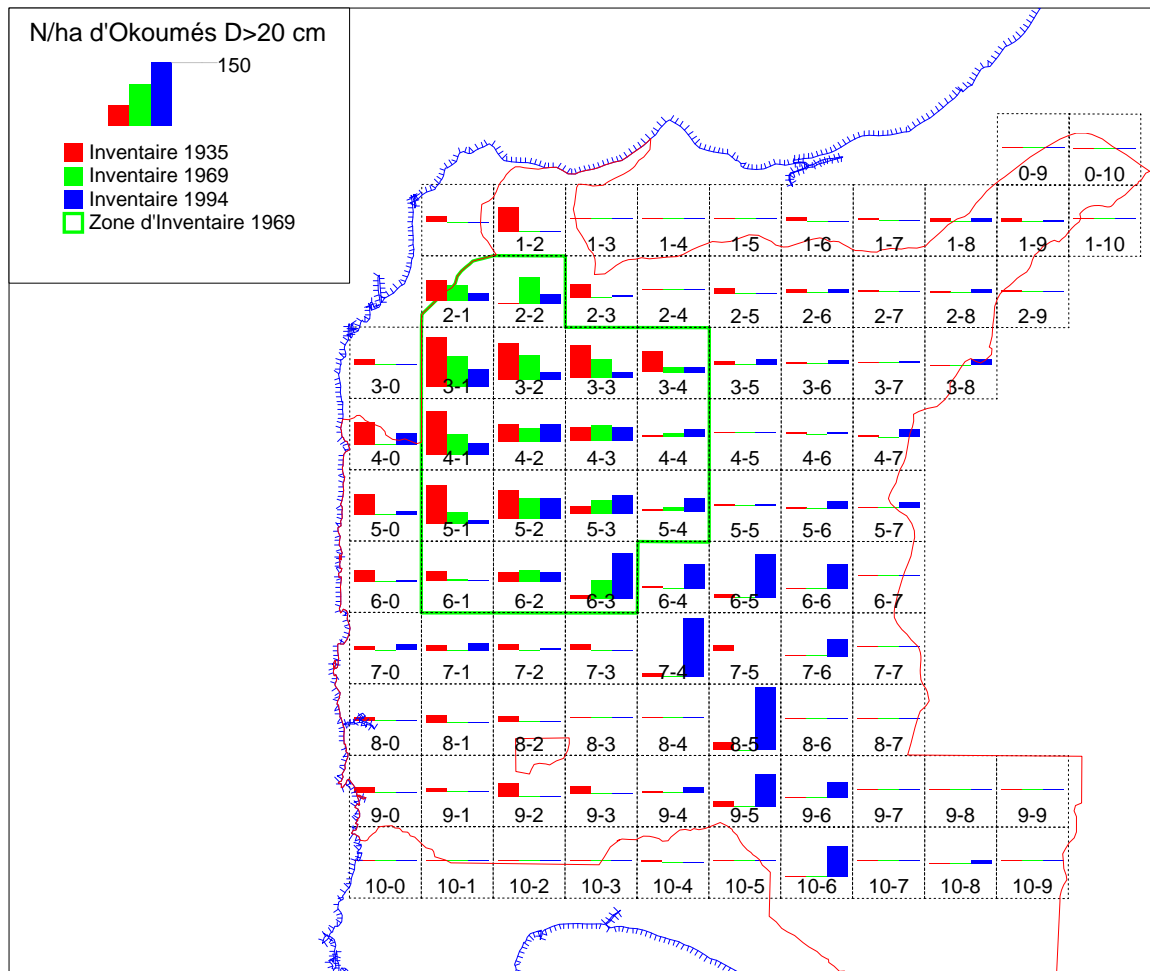 N/ha d'Okoumés D>20 cm
150
Inventaire 1935
Inventaire 1969
Inventaire 1994
Zone d'Inventaire 1969
0-9 0-10
1-2 1-3 1-4 1-5 1-6 1-7 1-8 1-9 1-10
2-1 2-2 2-3 2-4 2-5 2-6 2-7 2-8 2-9
3-0 3-1 3-2 3-3 3-4 3-5 3-6 3-7 3-8
4-0 4-1 4-2 4-3 4-4 4-5 4-6 4-7
5-0 5-1 5-2 5-3 5-4 5-5 5-6 5-7
6-0 6-1 6-2 6-3 6-4 6-5 6-6 6-7
7-0 7-1 7-2 7-3 7-4 7-5 7-6 7-7
8-0 8-1 8-2 8-3 8-4 8-5 8-6 8-7
9-0 9-1 9-2 9-3 9-4 9-5 9-6 9-7 9-8 9-9
10-0 10-1 10-2 10-3 10-4 10-5 10-6 10-7 10-8 10-9